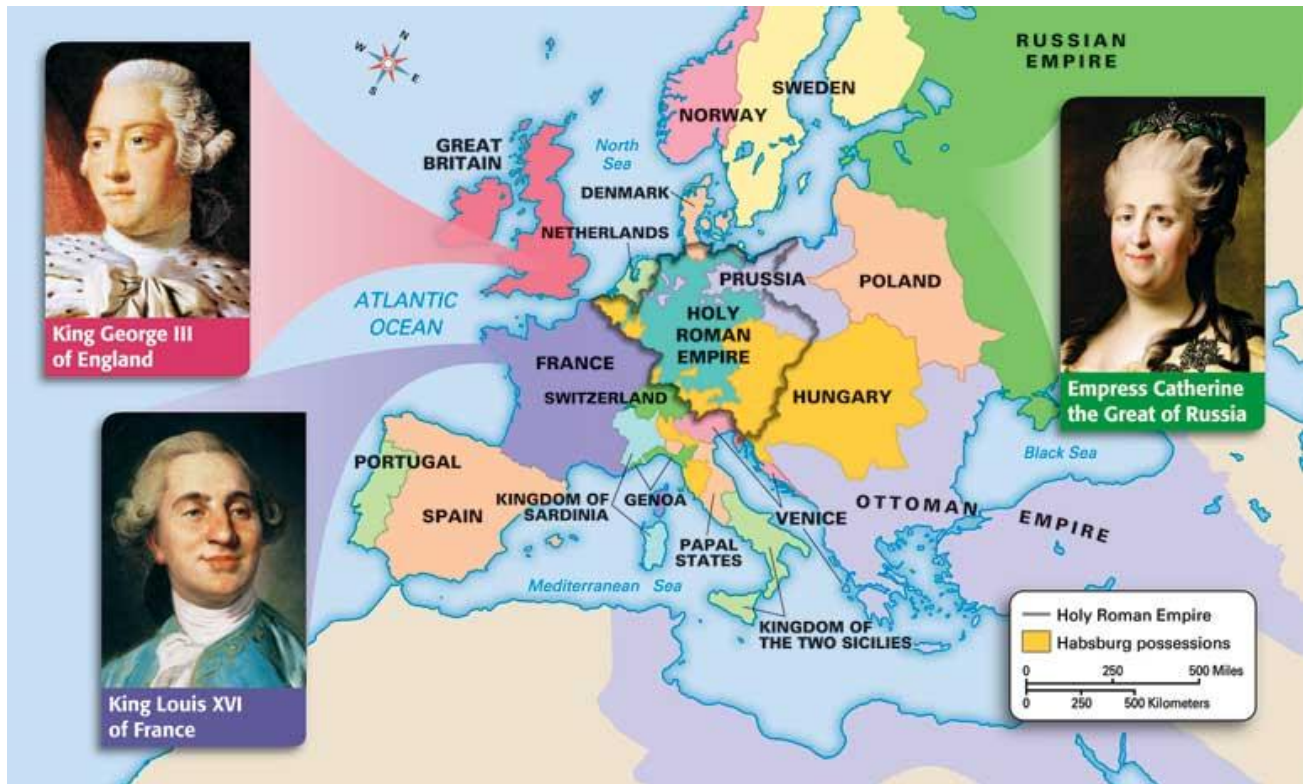 N
W
E
S
RUSSIAN
EMPIRE
SWEDEN
NORWAY
GREAT
BRITAIN
North
Sea
DENMARK
NETHERLANDS
PRUSSIA
POLAND
ATLANTIC
OCEAN
HOLY
ROMAN
EMPIRE
King George III
of England
FRANCE
SWITZERLAND
HUNGARY
Empress Catherine
the Great of Russia
Black Sea
PORTUGAL
SPAIN
KINGDOM OF
SARDINIA
GENOA
VENICE
OTTOMAN EMPIRE
PAPAL
STATES
Mediterranean Sea
KINGDOM OF
THE TWO SICILIES
King Louis XVI
of France
Holy Roman Empire
Habsburg possessions
0 250 500 Miles
0 250 500 Kilometers